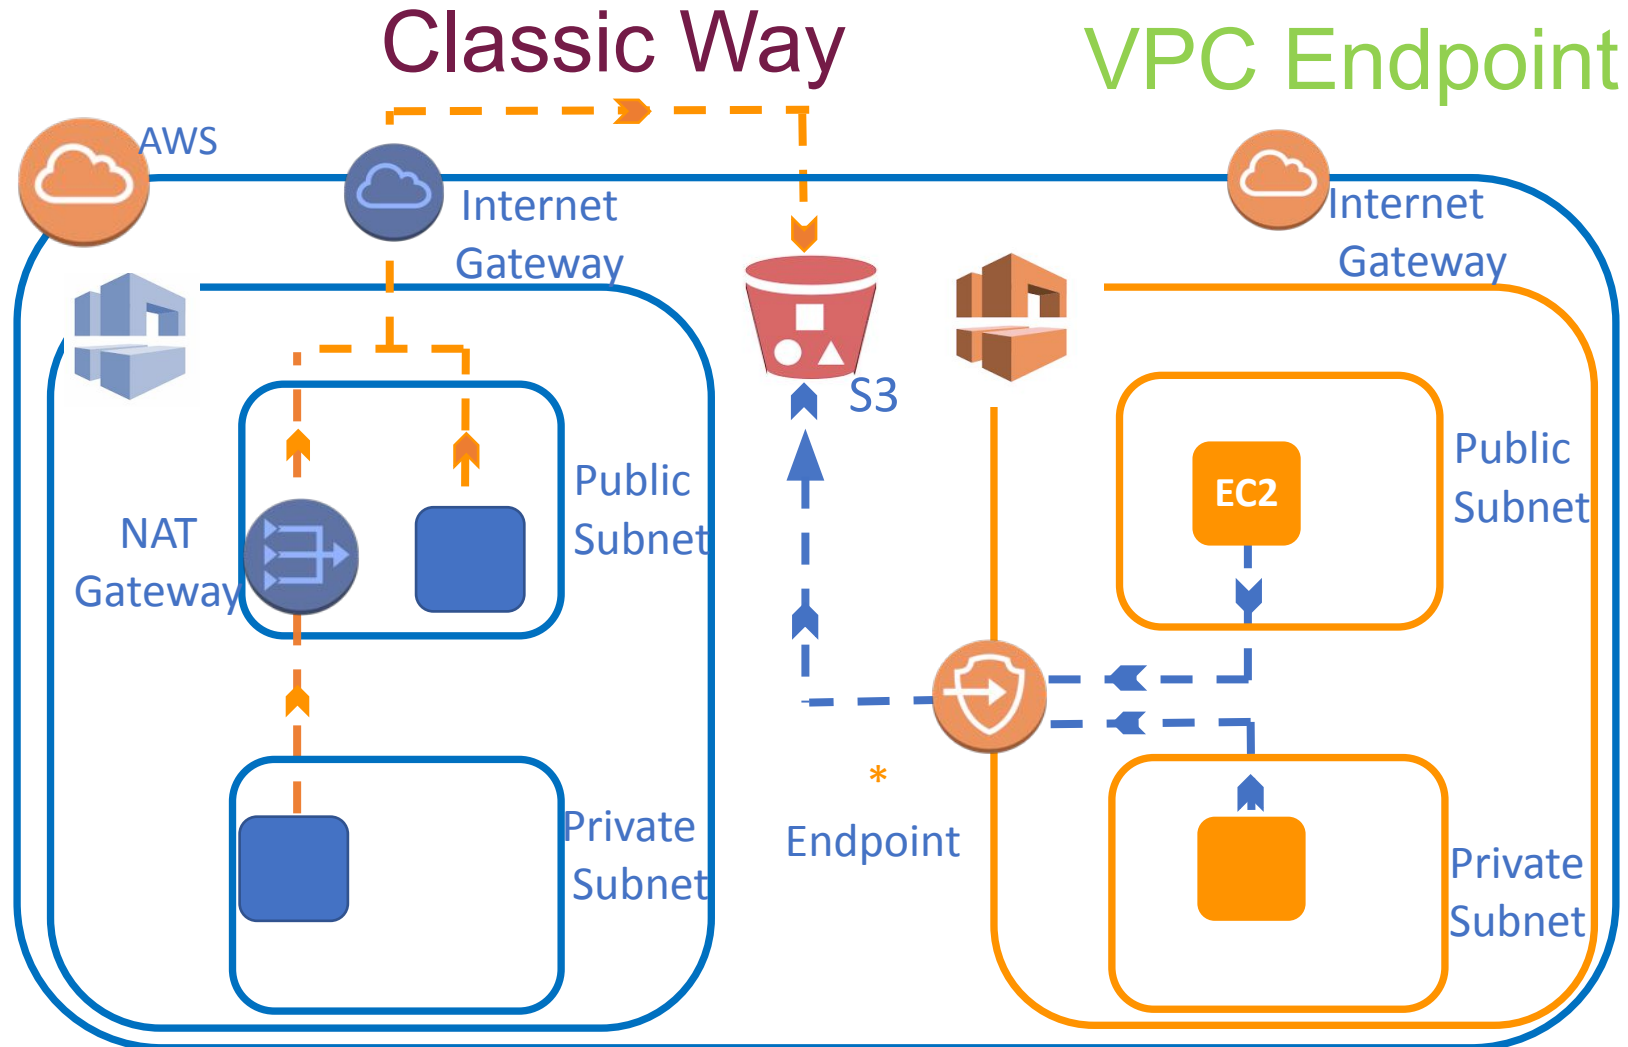 Classic Way
VPC Endpoint
AWS
Internet
Gateway
Internet
Gateway
S3
Public
Subnet
Public
Subnet
EC2
NAT
Gateway
*
Endpoint
Private
Subnet
Private
Subnet